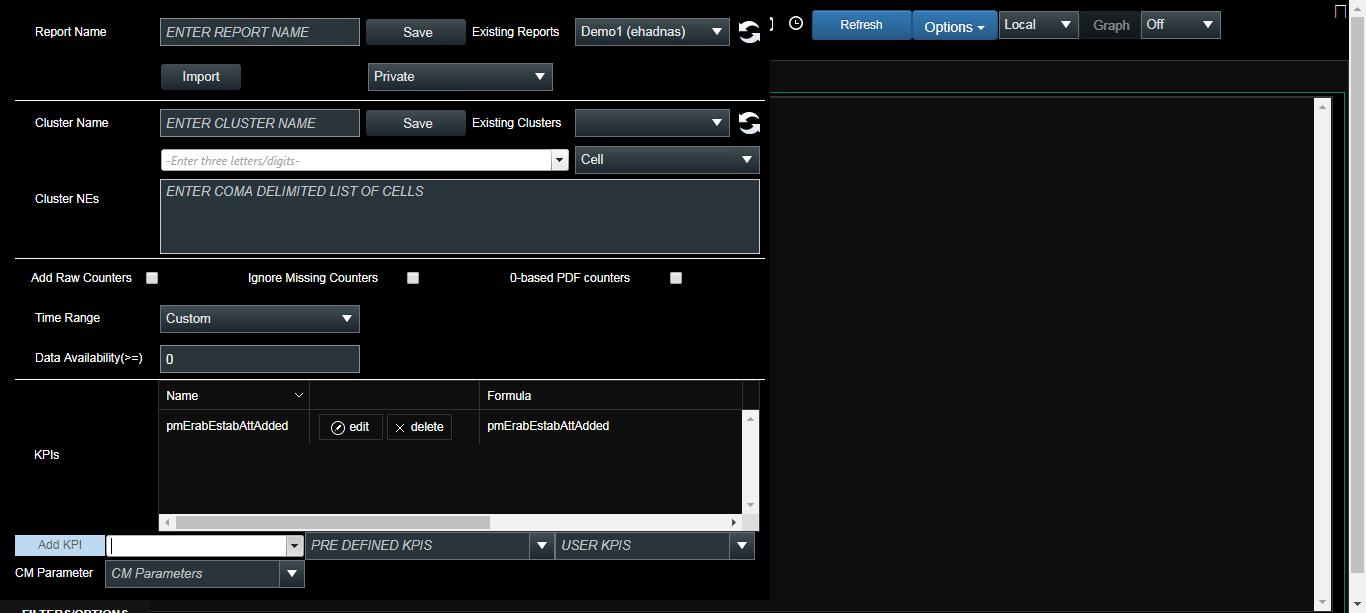 Report Name ENTER REPORT NAME Save Existing Reports Demo1 (ehadnas) Refresh Options Local Graph Off
Import Private
Cluster Name ENTER CLUSTER NAME Save Existing Clusters
-Enter three letters/digits- Cell
Cluster NEs ENTER COMA DELIMITED LIST OF CELLS
Add Raw Counters Ignore Missing Counters 0-based PDF counters
Time Range Custom
Data Availability(>=) 0
Name Formula
pmErabEstabAttAdded edit delete pmErabEstabAttAdded
KPIs
Add KPI PRE DEFINED KPIS USER KPIS
CM Parameter CM Parameters
FILTERS/OPTIONS